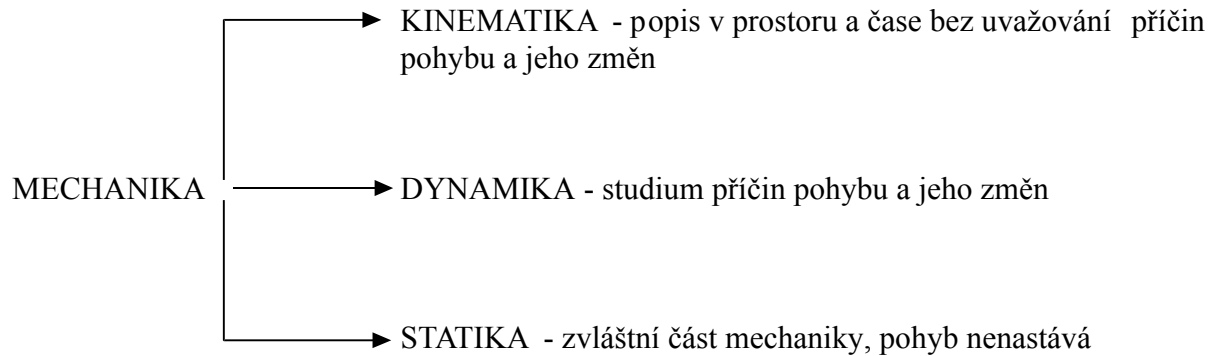 KINEMATIKA - popis v prostoru a čase bez uvažování příčin
pohybu a jeho změn
MECHANIKA
DYNAMIKA - studium příčin pohybu a jeho změn
STATIKA - zvláštní část mechaniky, pohyb nenastává